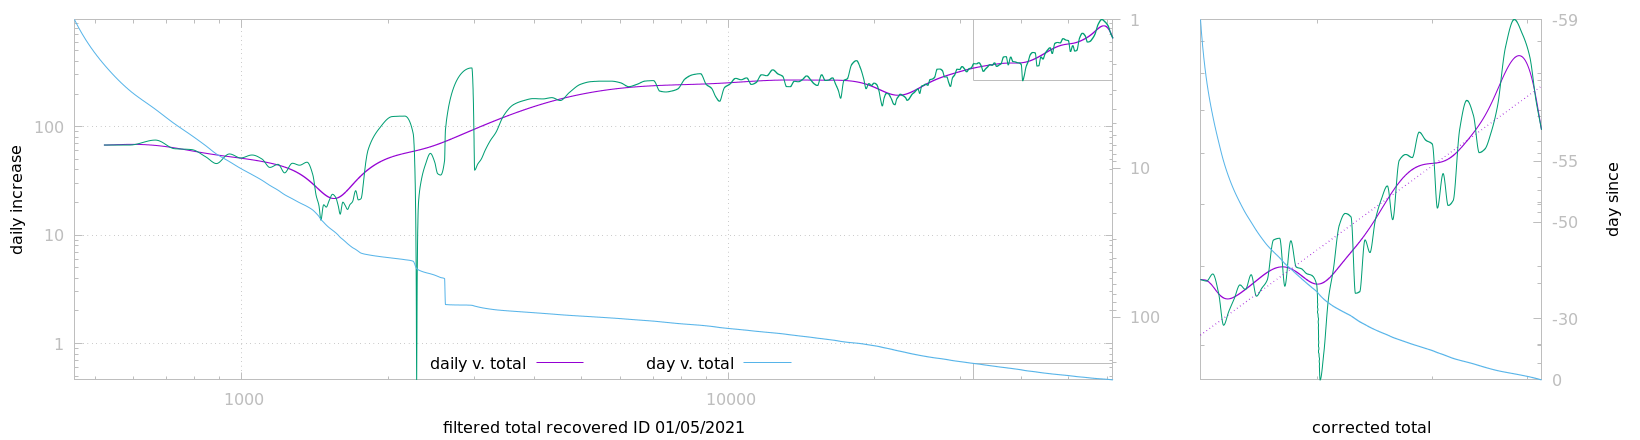 daily increase
100
10
1
1000
10000
daily v. total
day v. total
1
10
100
filtered total recovered ID 01/05/2021
-59
-55
-50
-30
0
day since
corrected total